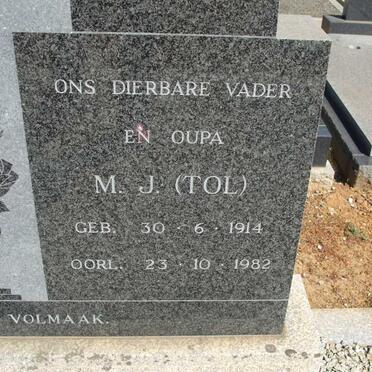 ONS DIERBARE VADER
EN OUPA
M. J. (TOL)
GEB. 30 · 6 · 1914
OORL. 23 · 10 · 1982
VOLMAAK.